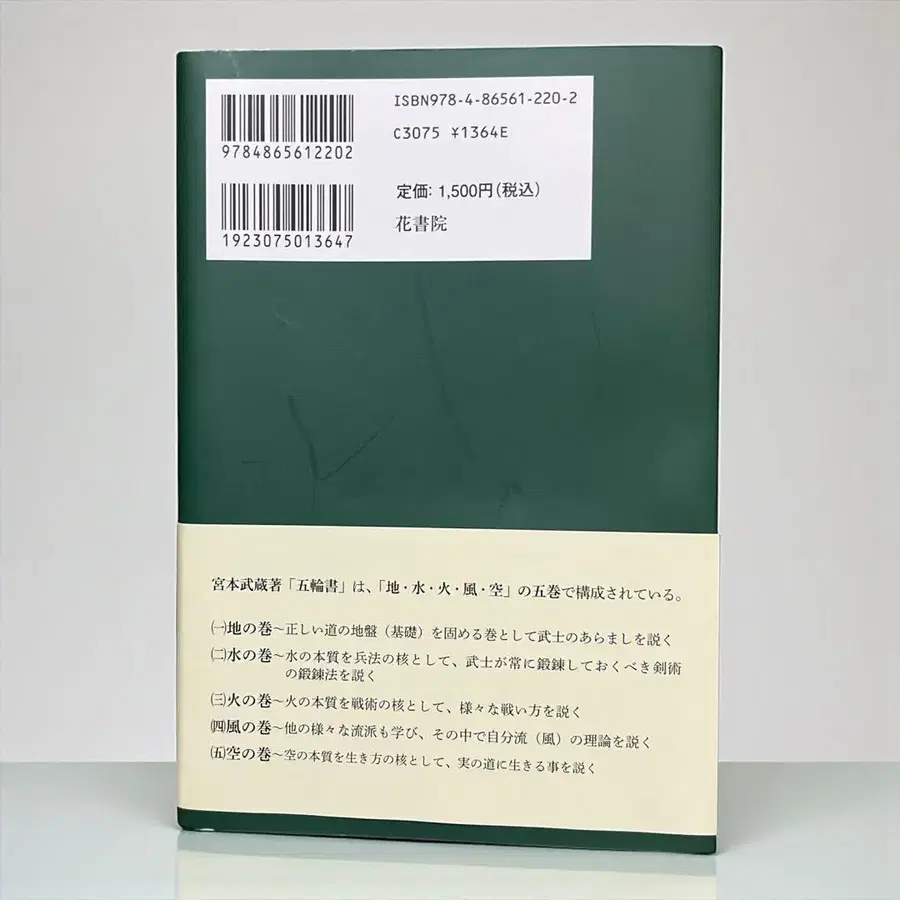 ISBN978-4-86561-220-2
C3075 ¥1364E
9784865612202
定価: 1,500円(税込)
1923075013647
花書院
宮本武蔵著「五輪書」は、「地・水・火・風・空」の五巻で構成されている。
㈠地の巻~正しい道の地盤(基礎)を固める巻として武士のあらましを説く
㈡水の巻~水の本質を兵法の核として、武士が常に鍛錬しておくべき剣術
の鍛錬法を説く
㈢火の巻~火の本質を戦術の核として、様々な戦い方を説く
㈣風の巻~他の様々な流派も学び、その中で自分流(風)の理論を説く
㈤空の巻~空の本質を生き方の核として、実の道に生きる事を説く